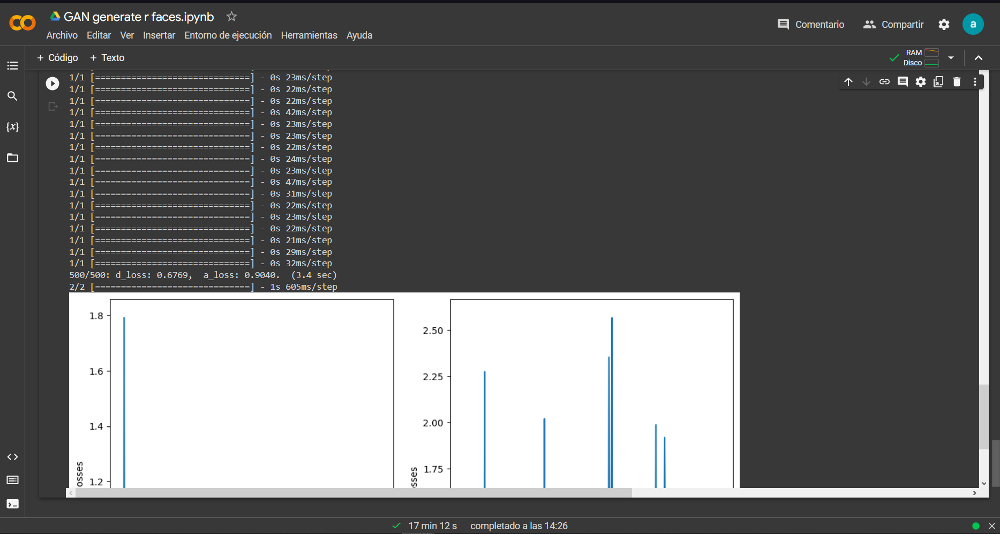 GAN generate r faces.ipynb
Archivo Editar Ver Insertar Entorno de ejecución Herramientas Ayuda
Comentario
Compartir
a
+ Código + Texto
RAM
Disco
{x}
1/1 [==============================] - 0s 23ms/step
1/1 [==============================] - 0s 22ms/step
1/1 [==============================] - 0s 22ms/step
1/1 [==============================] - 0s 42ms/step
1/1 [==============================] - 0s 23ms/step
1/1 [==============================] - 0s 23ms/step
1/1 [==============================] - 0s 22ms/step
1/1 [==============================] - 0s 24ms/step
1/1 [==============================] - 0s 23ms/step
1/1 [==============================] - 0s 47ms/step
1/1 [==============================] - 0s 31ms/step
1/1 [==============================] - 0s 22ms/step
1/1 [==============================] - 0s 23ms/step
1/1 [==============================] - 0s 22ms/step
1/1 [==============================] - 0s 21ms/step
1/1 [==============================] - 0s 29ms/step
1/1 [==============================] - 0s 32ms/step
500/500: d_loss: 0.6769,  a_loss: 0.9040.  (3.4 sec)
2/2 [==============================] - 1s 605ms/step
1.8
1.6
1.4
1.2
osses
2.50
2.25
2.00
1.75
sses
17 min 12 s completado a las 14:26